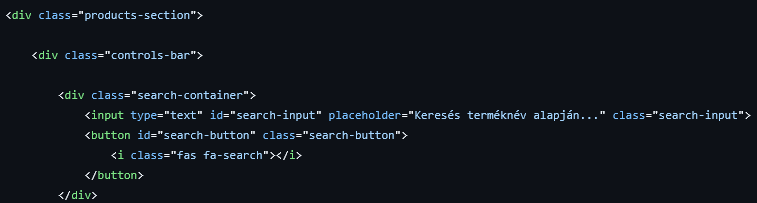 <div class="products-section">
<div class="controls-bar">
<div class="search-container">
<input type="text" id="search-input" placeholder="Keresés terméknév alapján..." class="search-input">
<button id="search-button" class="search-button">
<i class="fas fa-search"></i>
</button>
</div>